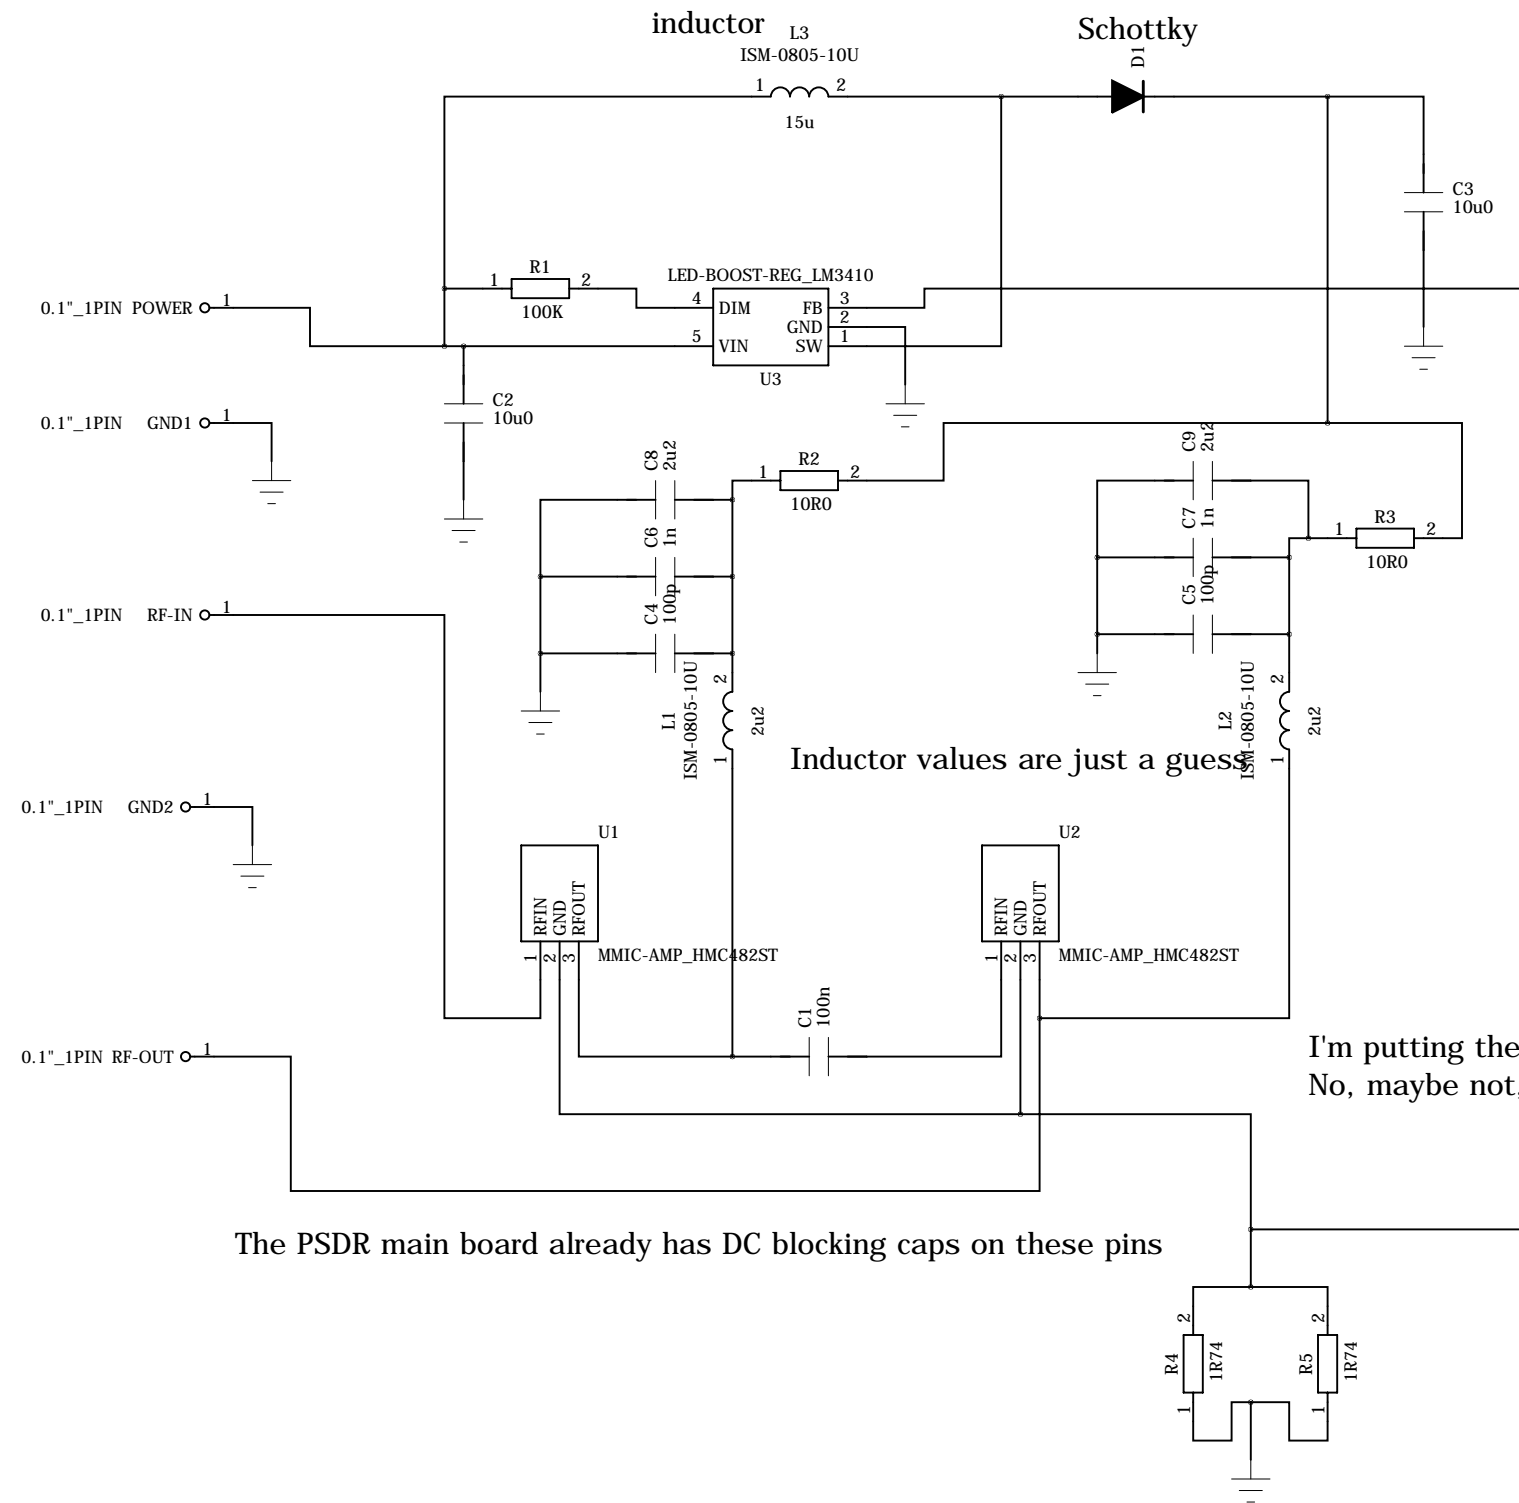 inductor
L3
ISM-0805-10U
1 2
15u
Schottky
D1
C3
10u0
R1
1 2
100K
LED-BOOST-REG_LM3410
4 DIM FB 3
GND 2
5 VIN SW 1
U3
0.1"_1PIN POWER 1
C2
10u0
0.1"_1PIN GND1 1
C8
2u2
C6
1n
C4
100p
R2
1 2
10R0
C9
2u2
C7
1n
C5
100p
R3
1 2
10R0
0.1"_1PIN RF-IN 1
L1
ISM-0805-10U
2
1
2u2
L2
ISM-0805-10U
2
1
2u2
Inductor values are just a guess
0.1"_1PIN GND2 1
U1
RFIN
GND
RFOUT
1
2
3
MMIC-AMP_HMC482ST
U2
RFIN
GND
RFOUT
1
2
3
MMIC-AMP_HMC482ST
C1
100n
0.1"_1PIN RF-OUT 1
I'm putting the
No, maybe not,
The PSDR main board already has DC blocking caps on these pins
R4
2
1
1R74
R5
2
1
1R74